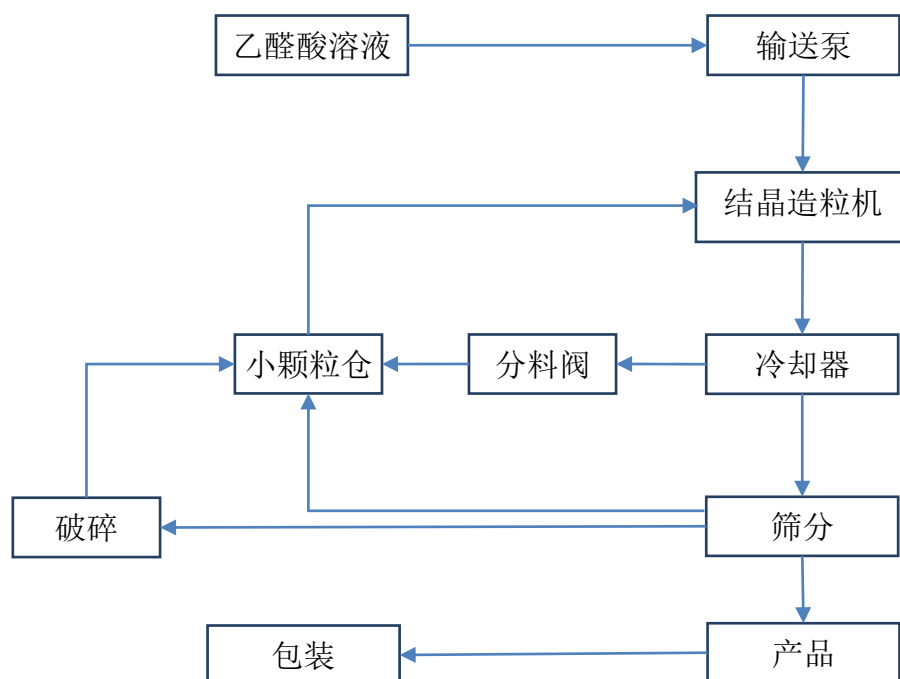 乙醛酸溶液
输送泵
结晶造粒机
小颗粒仓
分料阀
冷却器
破碎
筛分
包装
产品